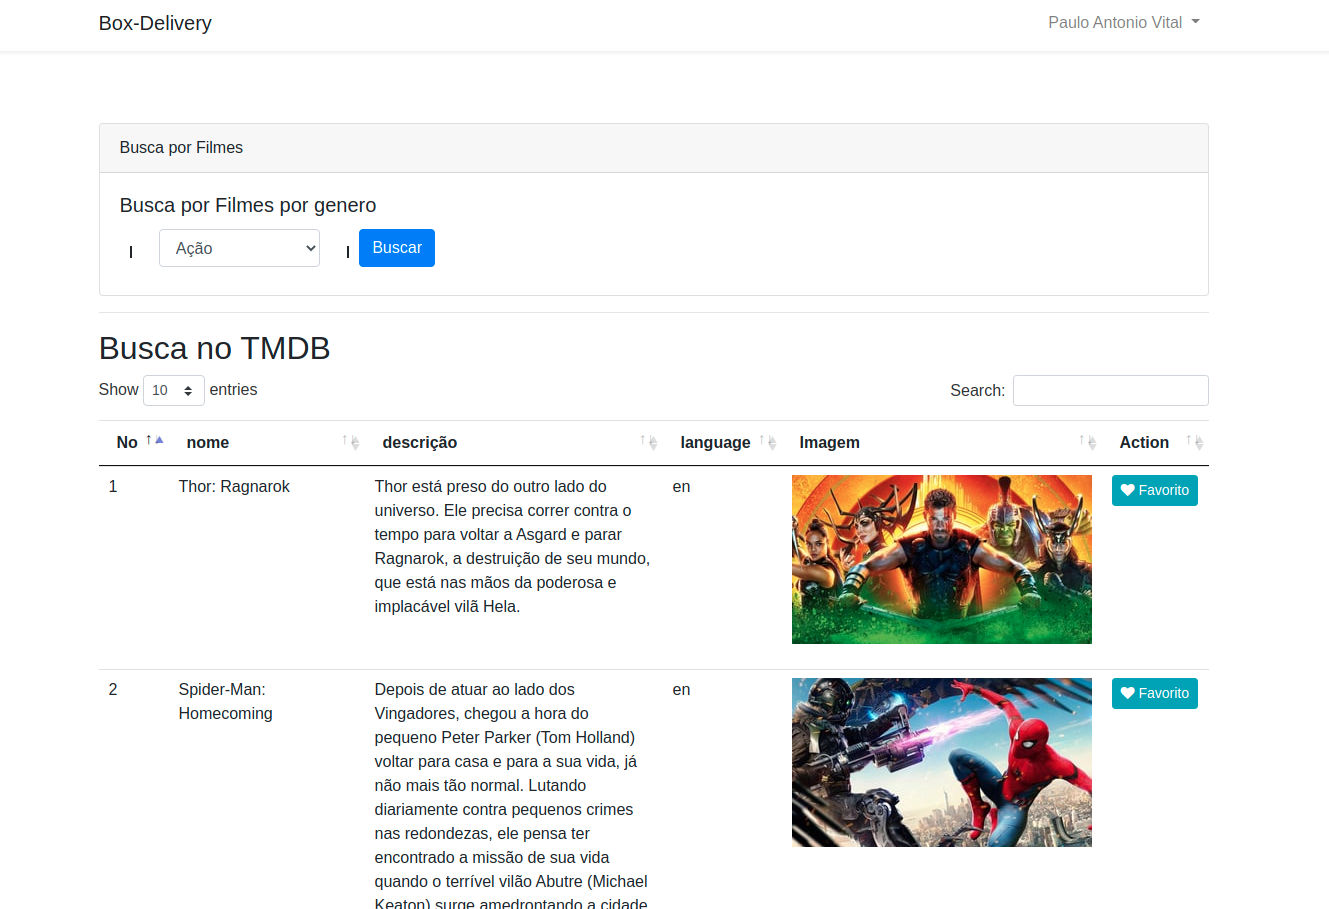 Box-Delivery
Paulo Antonio Vital
Busca por Filmes
Busca por Filmes por genero
Ação
Buscar
Busca no TMDB
Show 10 entries
Search:
No nome descrição language Imagem Action
1
Thor: Ragnarok
Thor está preso do outro lado do
universo. Ele precisa correr contra o
tempo para voltar a Asgard e parar
Ragnarok, a destruição de seu mundo,
que está nas mãos da poderosa e
implacável vilã Hela.
en
Favorito
2
Spider-Man:
Homecoming
Depois de atuar ao lado dos
Vingadores, chegou a hora do
pequeno Peter Parker (Tom Holland)
voltar para casa e para a sua vida, já
não mais tão normal. Lutando
diariamente contra pequenos crimes
nas redondezas, ele pensa ter
encontrado a missão de sua vida
quando o terrível vilão Abutre (Michael
Keaton) surge amedrontando a cidade
en
Favorito